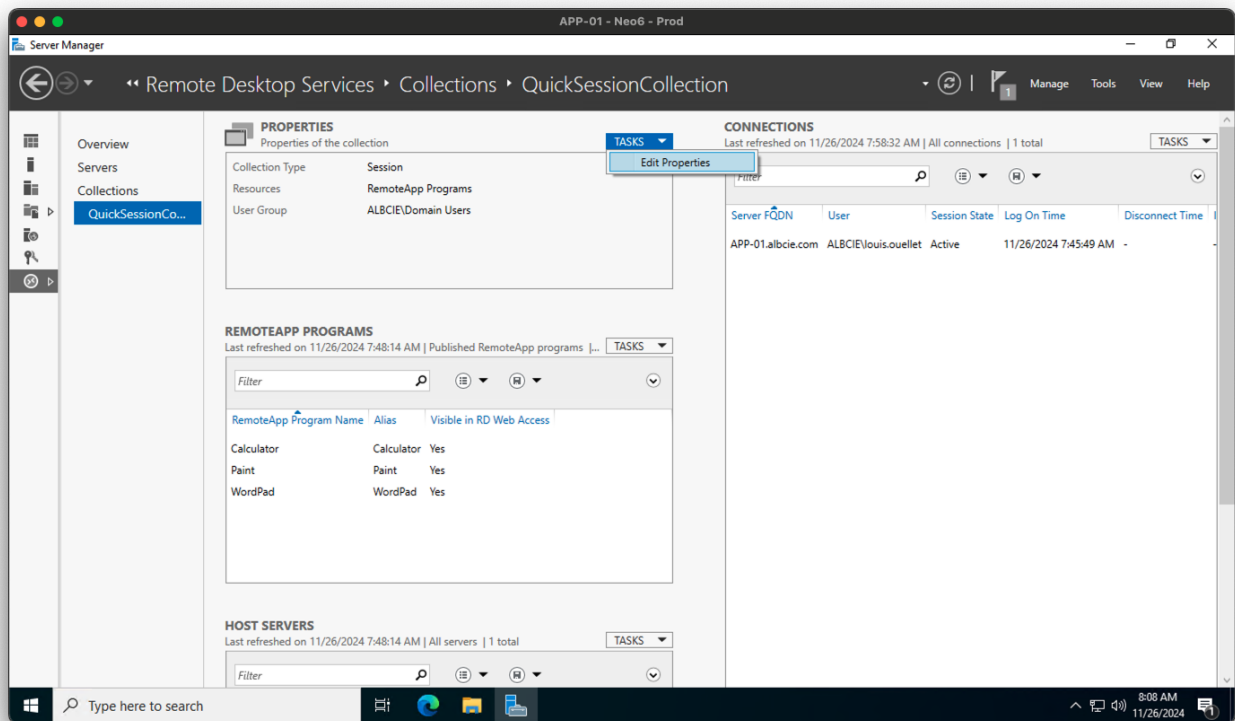 APP-01 - Neo6 - Prod
Server Manager
Remote Desktop Services Collections QuickSessionCollection
1 Manage Tools View Help
Overview
Servers
Collections
QuickSessionCo...
PROPERTIES
Properties of the collection
TASKS
Edit Properties
Collection Type Session
Resources RemoteApp Programs
User Group ALBCIE\Domain Users
REMOTEAPP PROGRAMS
Last refreshed on 11/26/2024 7:48:14 AM | Published RemoteApp programs |...
TASKS
Filter
RemoteApp Program Name Alias Visible in RD Web Access
Calculator Calculator Yes
Paint Paint Yes
WordPad WordPad Yes
HOST SERVERS
Last refreshed on 11/26/2024 7:48:14 AM | All servers | 1 total
TASKS
Filter
CONNECTIONS
Last refreshed on 11/26/2024 7:58:32 AM | All connections | 1 total
TASKS
Filter
Server FQDN User Session State Log On Time Disconnect Time
APP-01.albcie.com ALBCIE\louis.ouellet Active 11/26/2024 7:45:49 AM - -
Type here to search
8:08 AM
11/26/2024
1